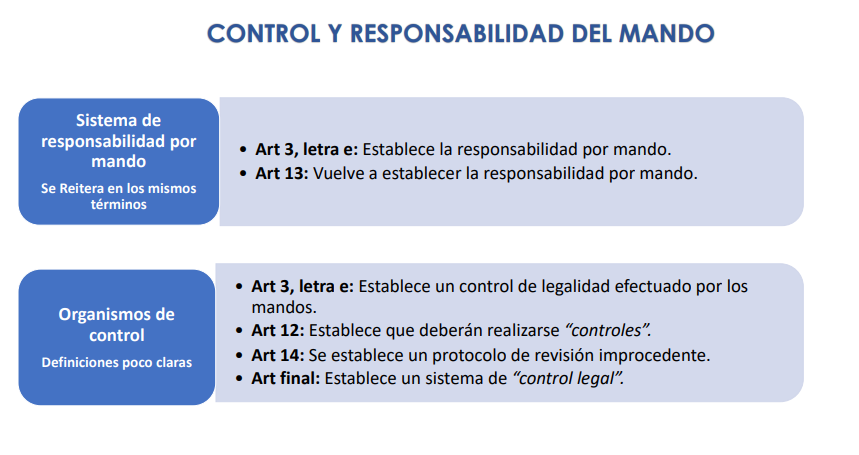 CONTROL Y RESPONSABILIDAD DEL MANDO
Sistema de
responsabilidad por
mando
Se Reitera en los mismos
términos
• Art 3, letra e: Establece la responsabilidad por mando.
• Art 13: Vuelve a establecer la responsabilidad por mando.
Organismos de
control
Definiciones poco claras
• Art 3, letra e: Establece un control de legalidad efectuado por los
mandos.
• Art 12: Establece que deberán realizarse “controles”.
• Art 14: Se establece un protocolo de revisión improcedente.
• Art final: Establece un sistema de “control legal”.